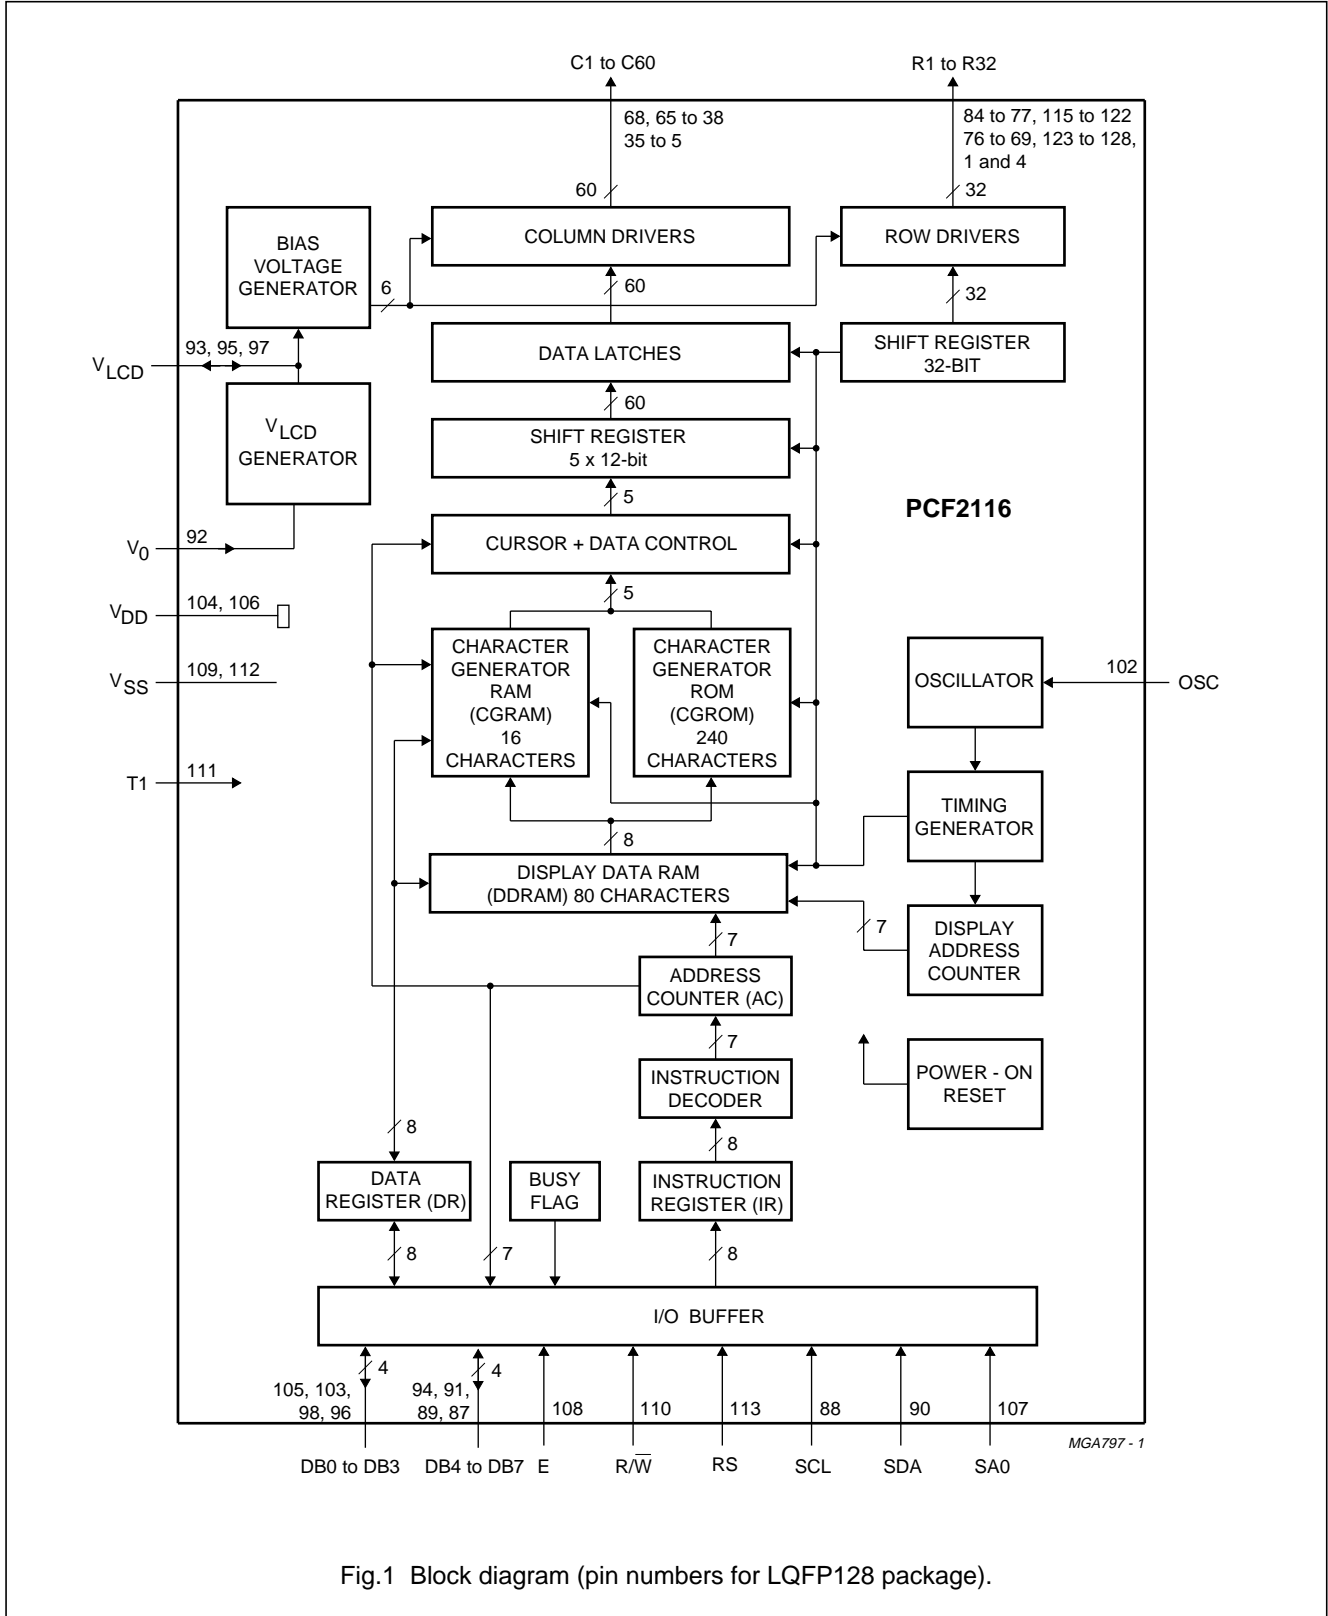 C1 to C60
R1 to R32
68, 65 to 38
35 to 5
84 to 77, 115 to 122
76 to 69, 123 to 128,
1 and 4
60
32
BIAS
VOLTAGE
GENERATOR
COLUMN DRIVERS
ROW DRIVERS
6
60
32
93, 95, 97
VLCD
DATA LATCHES
SHIFT REGISTER
32-BIT
60
VLCD
GENERATOR
SHIFT REGISTER
5 x 12-bit
5
PCF2116
V0
92
CURSOR + DATA CONTROL
5
VDD
104, 106
CHARACTER
GENERATOR
RAM
(CGRAM)
16
CHARACTERS
CHARACTER
GENERATOR
ROM
(CGROM)
240
CHARACTERS
VSS
109, 112
OSCILLATOR
102
OSC
T1
111
TIMING
GENERATOR
8
DISPLAY DATA RAM
(DDRAM) 80 CHARACTERS
7
7
DISPLAY
ADDRESS
COUNTER
ADDRESS
COUNTER (AC)
7
INSTRUCTION
DECODER
POWER - ON
RESET
8
8
DATA
REGISTER (DR)
BUSY
FLAG
INSTRUCTION
REGISTER (IR)
8
7
8
I/O BUFFER
4
4
105, 103,
98, 96
94, 91,
89, 87
108
110
113
88
90
107
MGA797 - 1
DB0 to DB3
DB4 to DB7
E
R/W̅
RS
SCL
SDA
SA0
Fig.1 Block diagram (pin numbers for LQFP128 package).